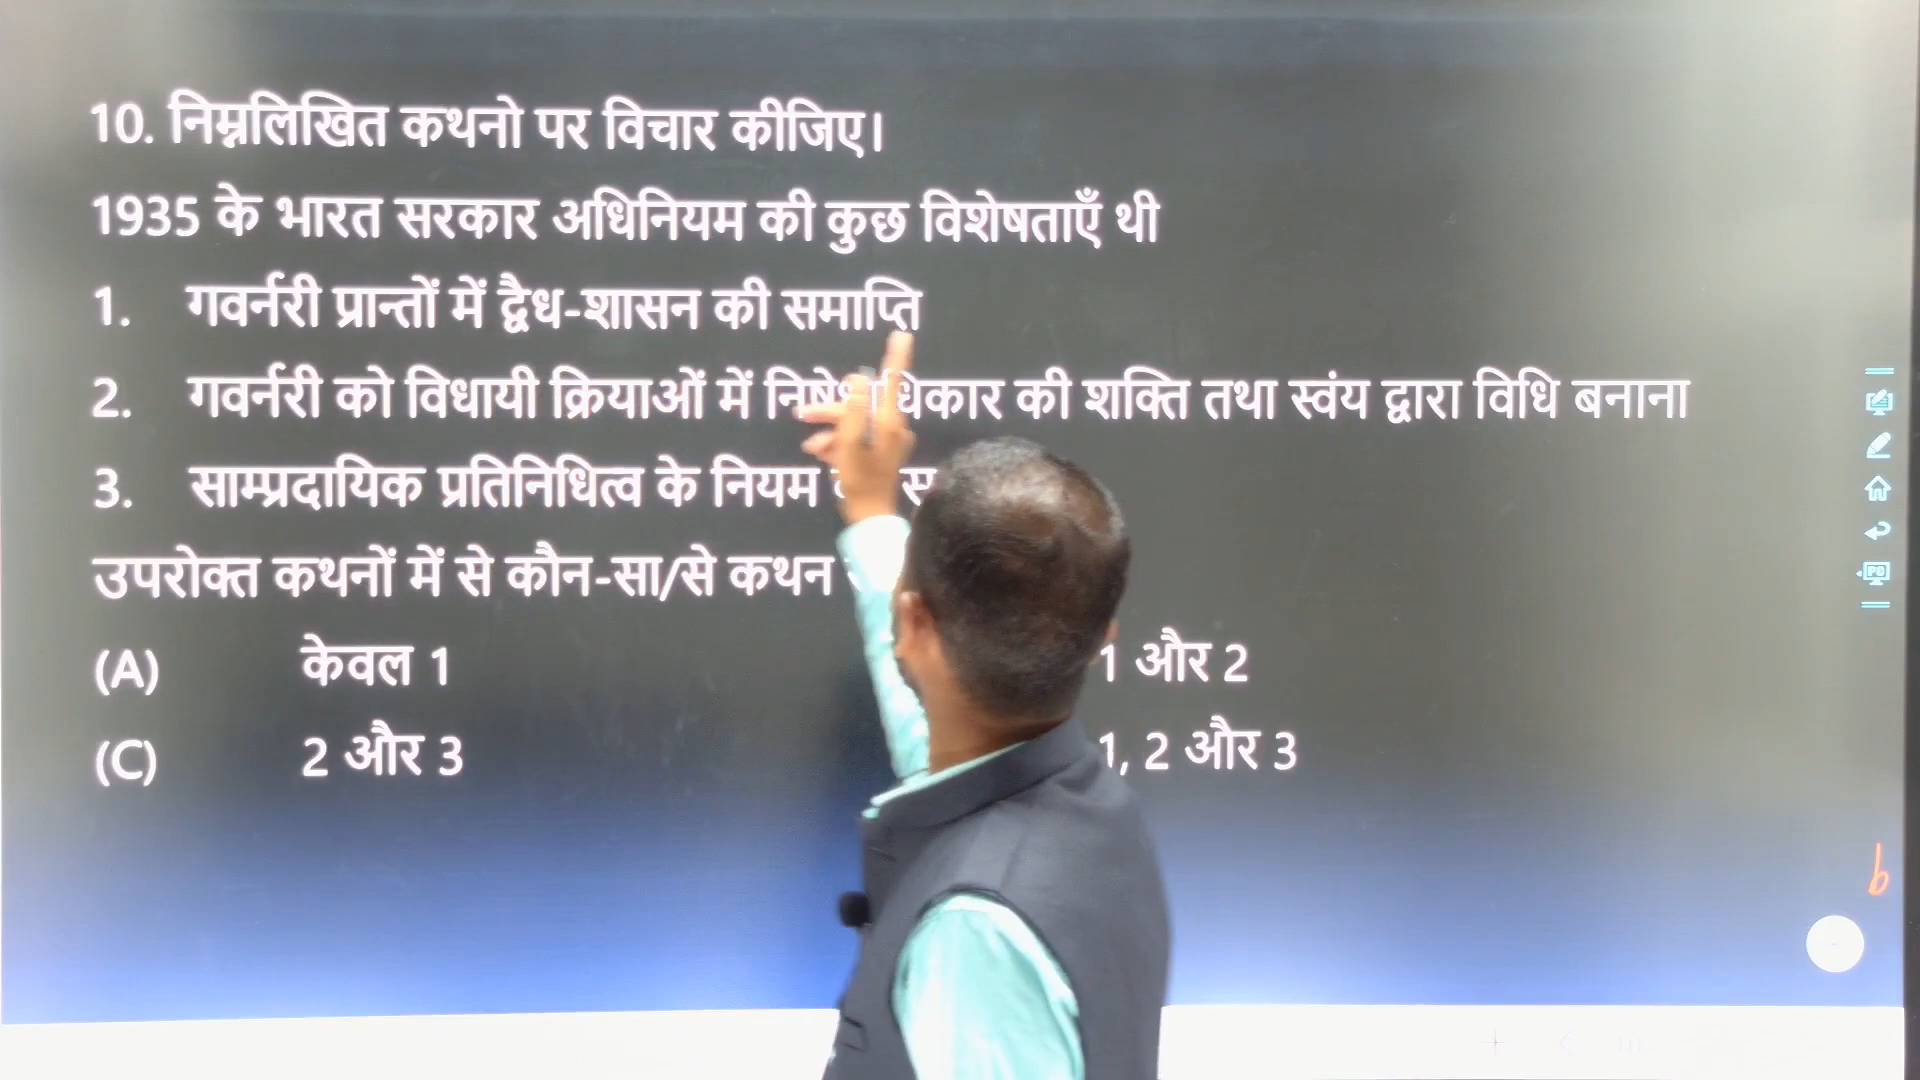 10. निम्नलिखित कथनो पर विचार कीजिए।
1935 के भारत सरकार अधिनियम की कुछ विशेषताएँ थी
1. गवर्नरी प्रान्तों में द्वैध-शासन की समाप्ति
2. गवर्नरी को विधायी क्रियाओं में निषेधाधिकार की शक्ति तथा स्वंय द्वारा विधि बनाना
3. साम्प्रदायिक प्रतिनिधित्व के नियम
उपरोक्त कथनों में से कौन-सा/से कथन
(A) केवल 1 1 और 2
(C) 2 और 3 1, 2 और 3
PC
b